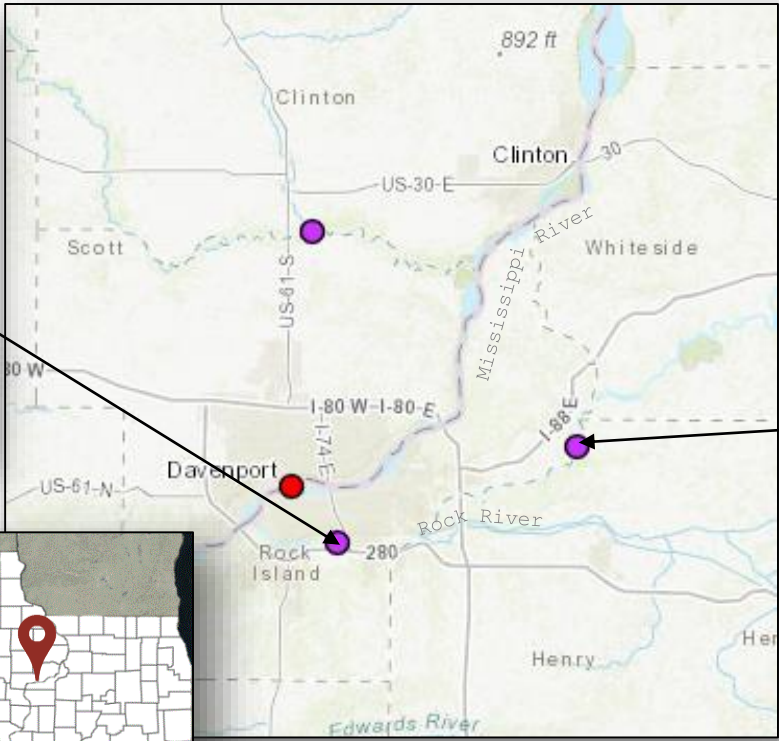 892 ft
Clinton
Clinton
30
US-30-E
Mississippi River
Whiteside
Scott
US-61-S
30 W
I-80 W-I-80-E
I-74-E
I-88 E
Davenport
US-61-N
Rock River
Rock
Island
280
Henry
Her
Edwards River